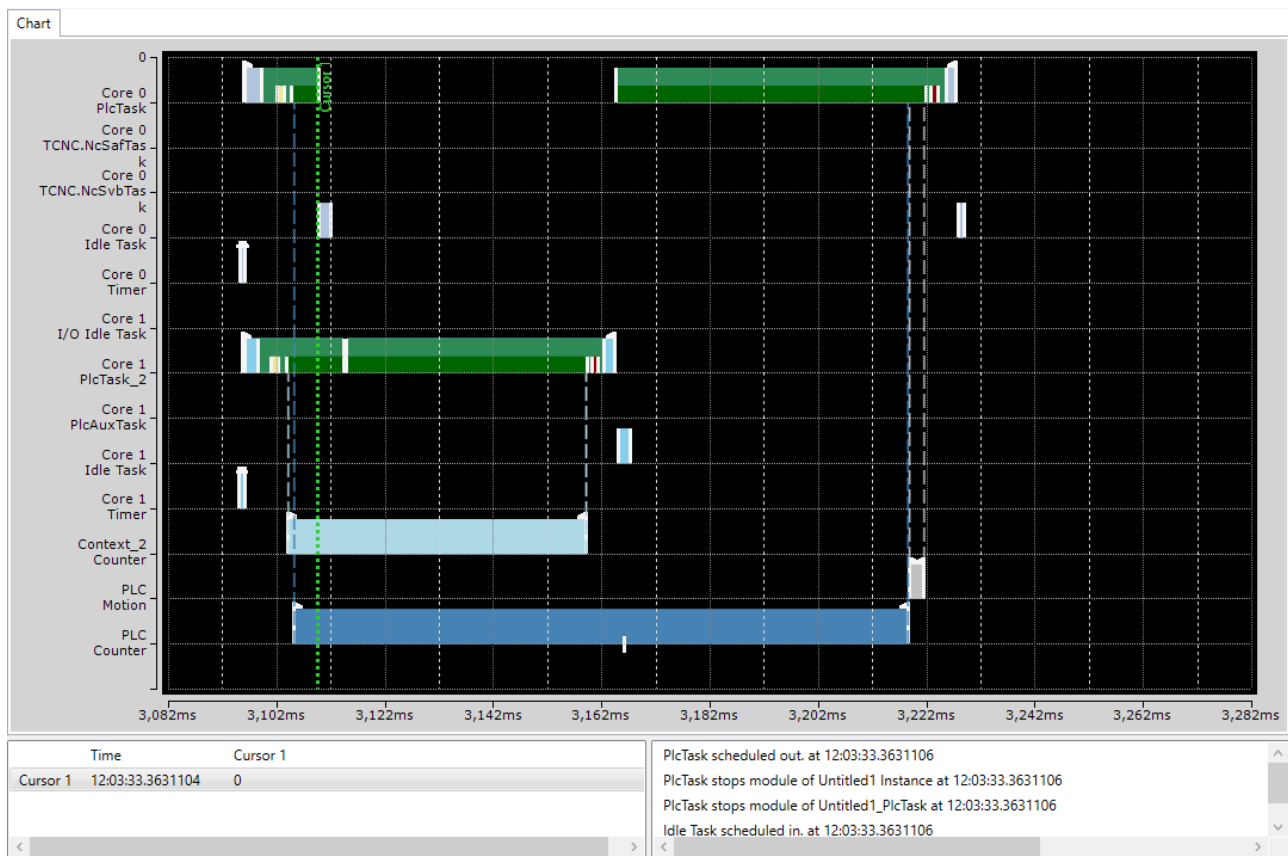 Chart
0
Core 0
PlcTask
Core 0
TCNC.NcSafTas
k
Core 0
TCNC.NcSvbTas
k
Core 0
Idle Task
Core 0
Timer
Core 1
I/O Idle Task
Core 1
PlcTask_2
Core 1
PlcAuxTask
Core 1
Idle Task
Core 1
Timer
Context_2
Counter
PLC
Motion
PLC
Counter
Cursor 1
3,082ms 3,102ms 3,122ms 3,142ms 3,162ms 3,182ms 3,202ms 3,222ms 3,242ms 3,262ms 3,282ms
Time Cursor 1
Cursor 1 12:03:33.3631104 0
PlcTask scheduled out. at 12:03:33.3631106
PlcTask stops module of Untitled1 Instance at 12:03:33.3631106
PlcTask stops module of Untitled1_PlcTask at 12:03:33.3631106
Idle Task scheduled in. at 12:03:33.3631106